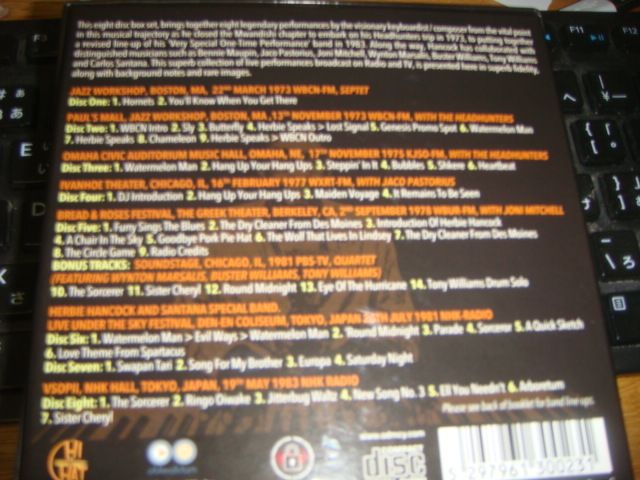 This eight disc box set, brings together eight legendary performances by the visionary keyboardist / composer from the vital point
in this musical trajectory as he closed the Mwandishi chapter to embark on his Headhunters top in 1973, to putting together
a revised line-up of his 'Very Special One Time Performance' band in 1983. Along the way, Hancock has collaborated with
distinguished musicians such as Bennie Maupin, Jaco Pastorius, Joni Mitchell, Wynton Marsalis, Buster Williams, Tony Williams
and Carlos Santana. This superb collection of live performances broadcast on Radio and TV, is presented here in superb fidelity,
along with background notes and rare images.
JAZZ WORKSHOP, BOSTON, MA, 22ND MARCH 1973 WBCN-FM, SEPTET
Disc One: 1. Hornets 2. You'll Know When You Get There
PAUL'S MALL, JAZZ WORKSHOP, BOSTON, MA, 13TH NOVEMBER 1973 WBCN-FM, WITH THE HEADHUNTERS
Disc Two: 1. WBCN Intro 2. Sly 3. Butterfly 4. Herbie Speaks > Lost Signal 5. Genesis Promo Spot 6. Watermelon Man
7. Herbie Speaks 8. Chameleon 9. Herbie Speaks > WBCN Outro
OMAHA CIVIC AUDITORIUM MUSIC HALL, OMAHA, NE, 17TH NOVEMBER 1975 KJSO-FM, WITH THE HEADHUNTERS
Disc Three: 1. Watermelon Man 2. Hang Up Your Hang Ups 3. Steppin' In It 4. Bubbles 5. Shleem 6. Heartbeat
IVANHOE THEATER, CHICAGO, IL, 16TH FEBRUARY 1977 WXRT-FM, WITH JACO PASTORIUS
Disc Four: 1. DJ Introduction 2. Hang Up Your Hang Ups 3. Maiden Voyage 4. It Remains To Be Seen
BREAD & ROSES FESTIVAL, THE GREEK THEATER, BERKELEY, CA, 2ND SEPTEMBER 1978 WBUR-FM, WITH JONI MITCHELL
Disc Five: 1. Furry Sings The Blues 2. The Dry Cleaner From Des Moines 3. Introduction Of Herbie Hancock
4. A Chair In The Sky 5. Goodbye Pork Pie Hat 6. The Wolf That Lives In Lindsey 7. The Dry Cleaner From Des Moines
8. The Circle Game 9. Radio Credits
BONUS TRACKS: SOUNDSTAGE, CHICAGO, IL, 1981 PBS-TV, QUARTET
(FEATURING WYNTON MARSALIS, BUSTER WILLIAMS, TONY WILLIAMS)
10. The Sorcerer 11. Sister Cheryl 12. 'Round Midnight 13. Eye Of The Hurricane 14. Tony Williams Drum Solo
HERBIE HANCOCK AND SANTANA SPECIAL BAND.
LIVE UNDER THE SKY FESTIVAL, DEN-EN COLISEUM, TOKYO, JAPAN JULY 1981 NHK-RADIO
Disc Six: 1. Watermelon Man > Evil Ways > Watermelon Man 2. 'Round Midnight 3. Parade 4. Sorcerer 5. A Quick Sketch
6. Love Theme From Spartacus
Disc Seven: 1. Swapan Tari 2. Song For My Brother 3. Europa 4. Saturday Night
VSOPII, NHK HALL, TOKYO, JAPAN, 19TH MAY 1983 NHK RADIO
Disc Eight: 1. The Sorcerer 2. Ringo Oiwake 3. Jitterbug Waltz 4. New Song No. 3 5. Ell You Needn't 6. Arboretum
7. Sister Cheryl
Please see back of booklet for band line ups.
HI HAT
COMPACT
disc
5 297961 300231
F11
F12